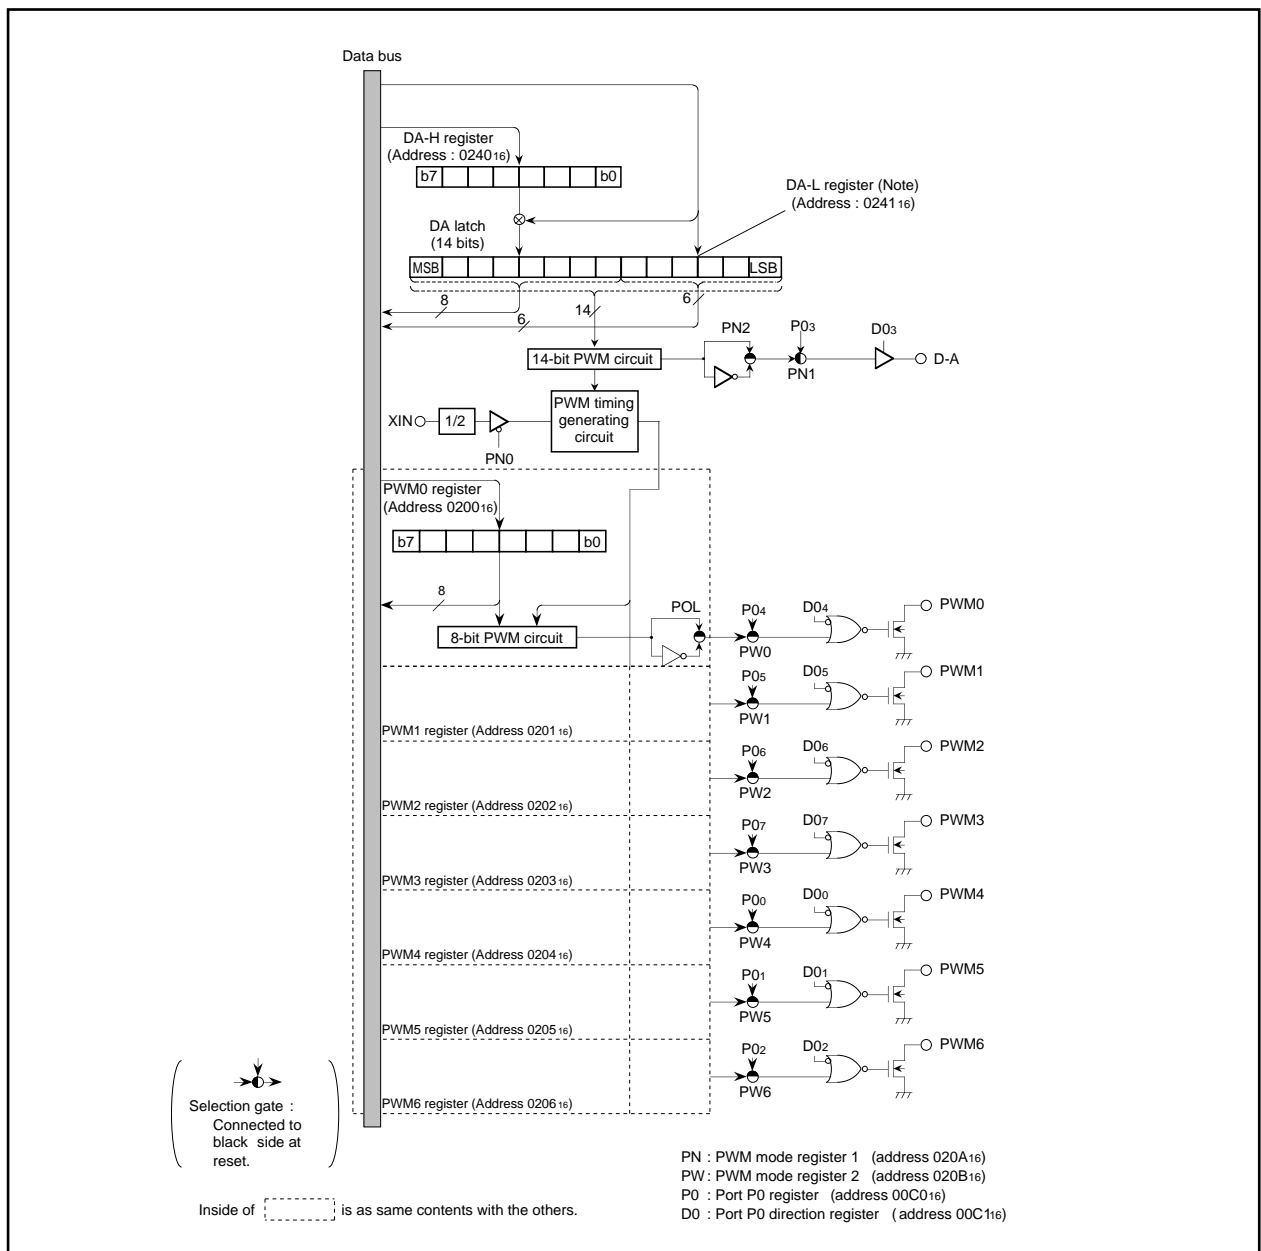 Data bus
DA-H register
(Address : 024016)
b7 b0
DA-L register (Note)
(Address : 024116)
DA latch
(14 bits)
MSB LSB
8
6
14
6
PN2
P03
D03
14-bit PWM circuit
PN1
D-A
XIN
1/2
PN0
PWM timing
generating
circuit
PWM0 register
(Address 020016)
b7 b0
8
8-bit PWM circuit
POL
P04
PW0
D04
PWM0
P05
PW1
D05
PWM1
PWM1 register (Address 020116)
P06
PW2
D06
PWM2
PWM2 register (Address 020216)
P07
PW3
D07
PWM3
PWM3 register (Address 020316)
P00
PW4
D00
PWM4
PWM4 register (Address 020416)
P01
PW5
D01
PWM5
PWM5 register (Address 020516)
P02
PW6
D02
PWM6
PWM6 register (Address 020616)
Selection gate :
Connected to
black side at
reset.
Inside of is as same contents with the others.
PN : PWM mode register 1 (address 020A16)
PW : PWM mode register 2 (address 020B16)
P0 : Port P0 register (address 00C016)
D0 : Port P0 direction register (address 00C116)